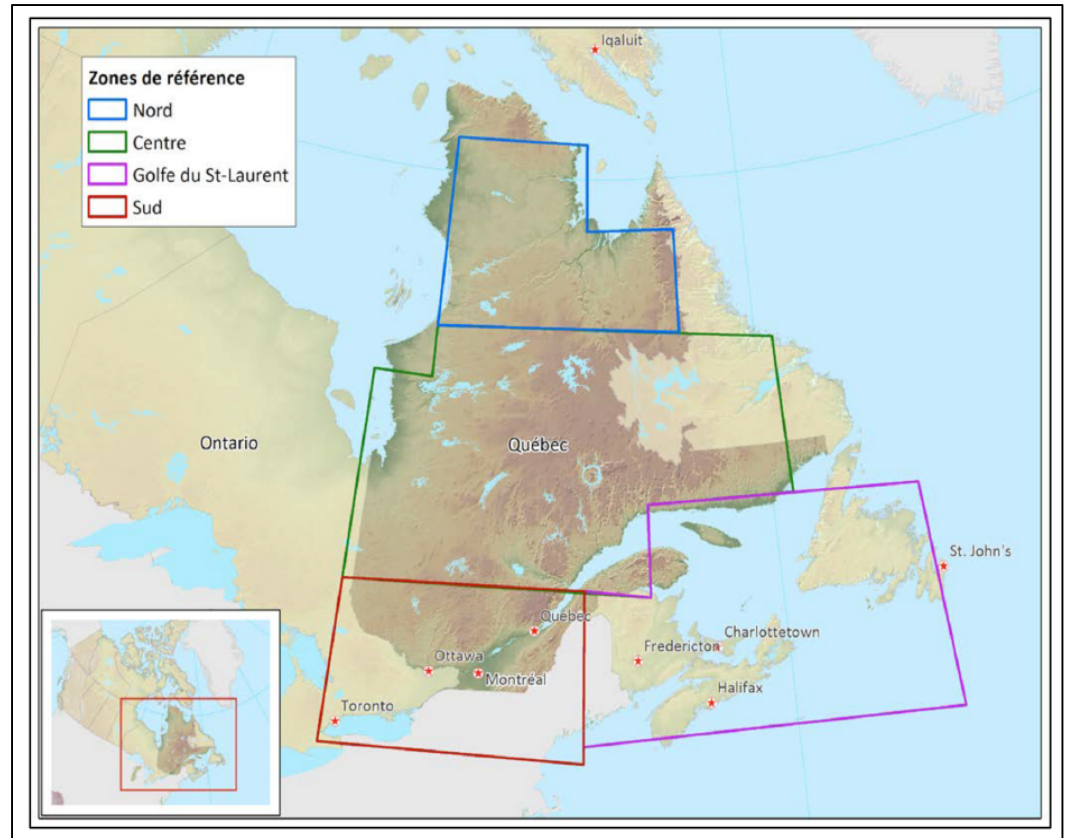 Iqaluit
Zones de référence
Nord
Centre
Golfe du St-Laurent
Sud
Ontario
Québec
St. John's
Québec
Charlottetown
Fredericton
Ottawa
Montréal
Halifax
Toronto